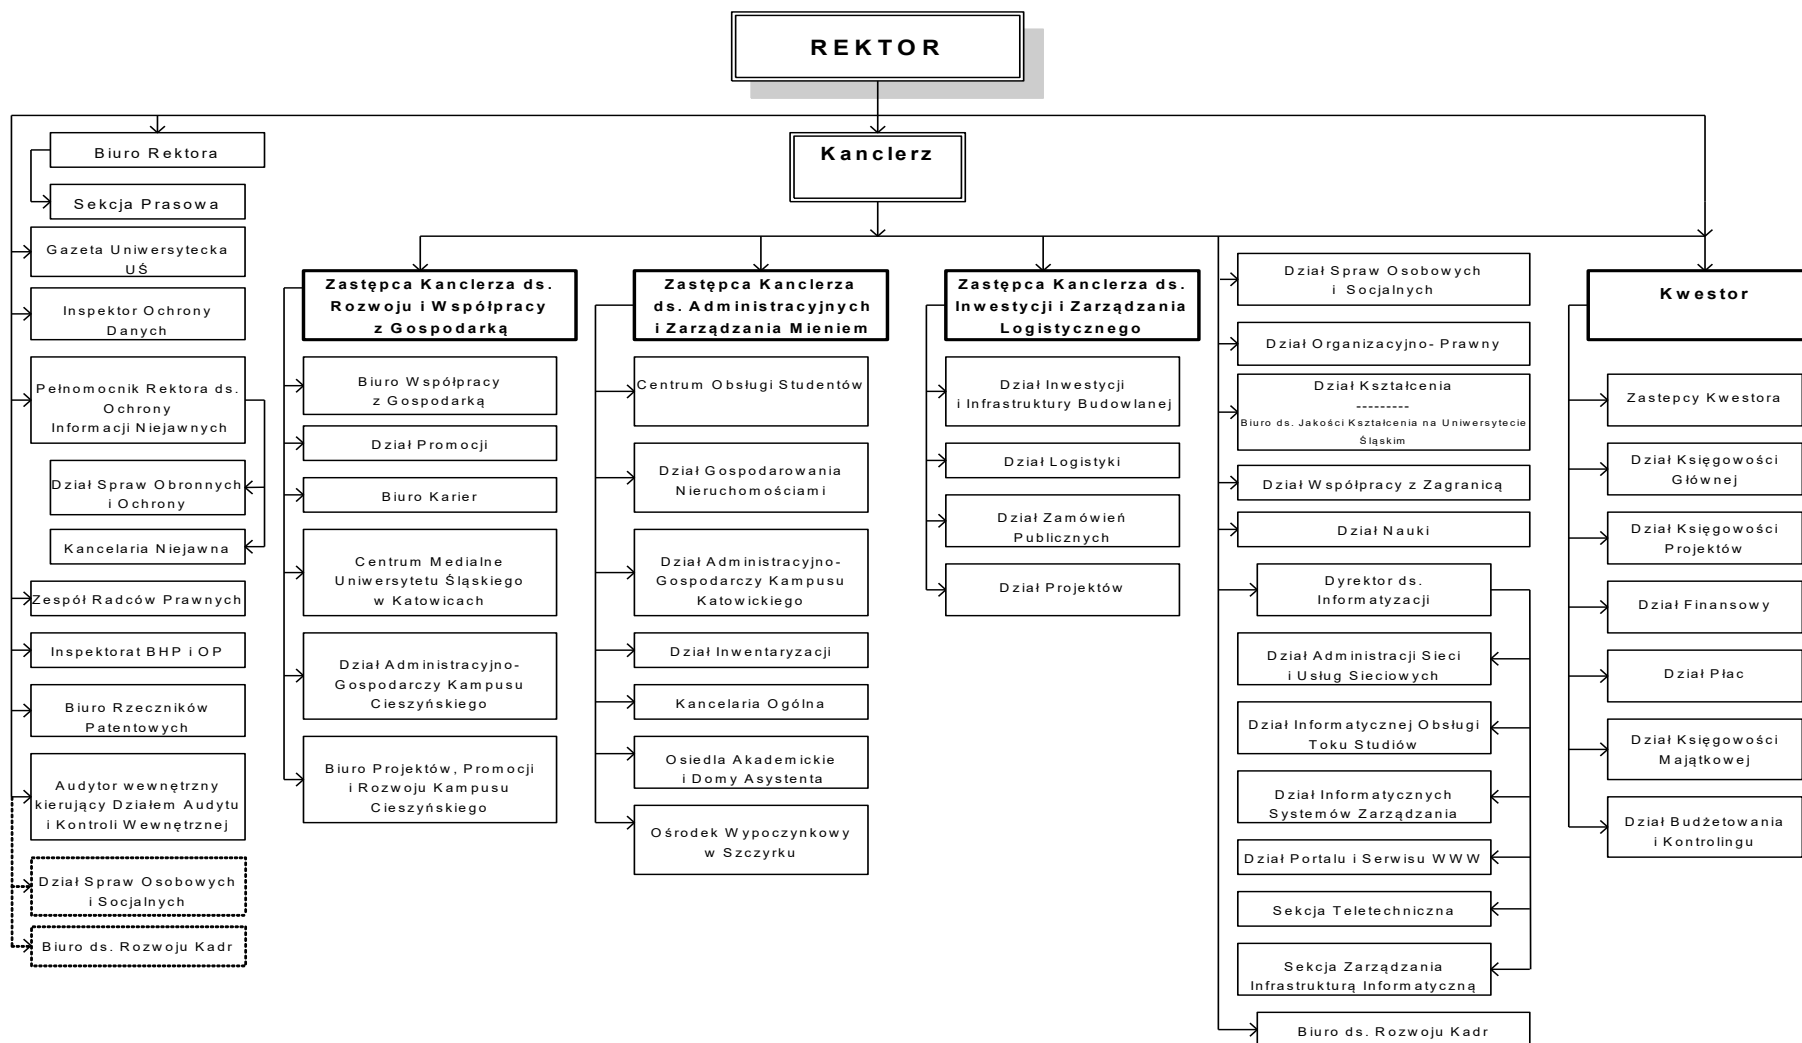 REKTOR
Kanclerz
Biuro Rektora
Sekcja Prasowa
Gazeta Uniwersytecka
UŚ
Inspektor Ochrony
Danych
Pełnomocnik Rektora ds.
Ochrony
Informacji Niejawnych
Dział Spraw Obronnych
i Ochrony
Kancelaria Niejawna
Zespół Radców Prawnych
Inspektorat BHP i OP
Biuro Rzeczników
Patentowych
Audytor wewnętrzny
kierujący Działem Audytu
i Kontroli Wewnętrznej
Dział Spraw Osobowych
i Socjalnych
Biuro ds. Rozwoju Kadr
Zastępca Kanclerza ds.
Rozwoju i Współpracy
z Gospodarką
Biuro Współpracy
z Gospodarką
Dział Promocji
Biuro Karier
Centrum Medialne
Uniwersytetu Śląskiego
w Katowicach
Dział Administracyjno-
Gospodarczy Kampusu
Cieszyńskiego
Biuro Projektów, Promocji
i Rozwoju Kampusu
Cieszyńskiego
Zastępca Kanclerza
ds. Administracyjnych
i Zarządzania Mieniem
Centrum Obsługi Studentów
Dział Gospodarowania
Nieruchomościami
Dział Administracyjno-
Gospodarczy Kampusu
Katowickiego
Dział Inwentaryzacji
Kancelaria Ogólna
Osiedla Akademickie
i Domy Asystenta
Ośrodek Wypoczynkowy
w Szczyrku
Zastępca Kanclerza ds.
Inwestycji i Zarządzania
Logistycznego
Dział Inwestycji
i Infrastruktury Budowlanej
Dział Logistyki
Dział Zamówień
Publicznych
Dział Projektów
Dział Spraw Osobowych
i Socjalnych
Dział Organizacyjno- Prawny
Dział Kształcenia
---------
Biuro ds. Jakości Kształcenia na Uniwersytecie
Śląskim
Dział Współpracy z Zagranicą
Dział Nauki
Dyrektor ds.
Informatyzacji
Dział Administracji Sieci
i Usług Sieciowych
Dział Informatycznej Obsługi
Toku Studiów
Dział Informatycznych
Systemów Zarządzania
Dział Portalu i Serwisu WWW
Sekcja Teletechniczna
Sekcja Zarządzania
Infrastrukturą Informatyczną
Biuro ds. Rozwoju Kadr
Kwestor
Zastepcy Kwestora
Dział Księgowości
Głównej
Dział Księgowości
Projektów
Dział Finansowy
Dział Płac
Dział Księgowości
Majątkowej
Dział Budżetowania
i Kontrolingu